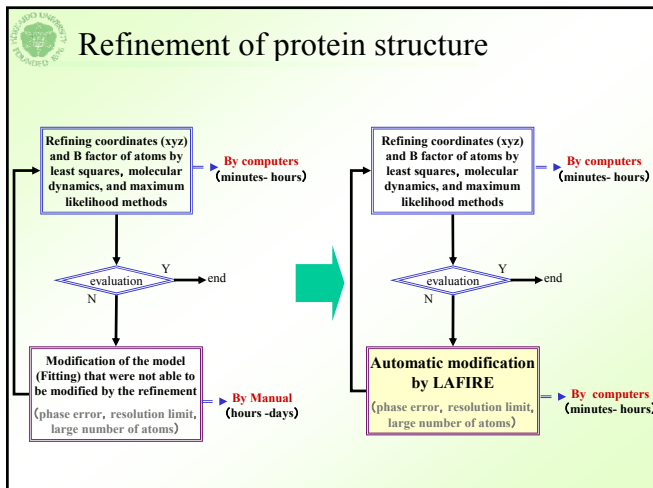 HOKKAIDO UNIVERSITY
FOUNDED 1876
Refinement of protein structure
Refining coordinates (xyz)
and B factor of atoms by
least squares, molecular
dynamics, and maximum
likelihood methods
By computers
(minutes- hours)
evaluation
Y
end
N
Modification of the model
(Fitting) that were not able to
be modified by the refinement
(phase error, resolution limit,
large number of atoms)
By Manual
(hours -days)
Refining coordinates (xyz)
and B factor of atoms by
least squares, molecular
dynamics, and maximum
likelihood methods
By computers
(minutes- hours)
evaluation
Y
end
N
Automatic modification
by LAFIRE
(phase error, resolution limit,
large number of atoms)
By computers
(minutes- hours)